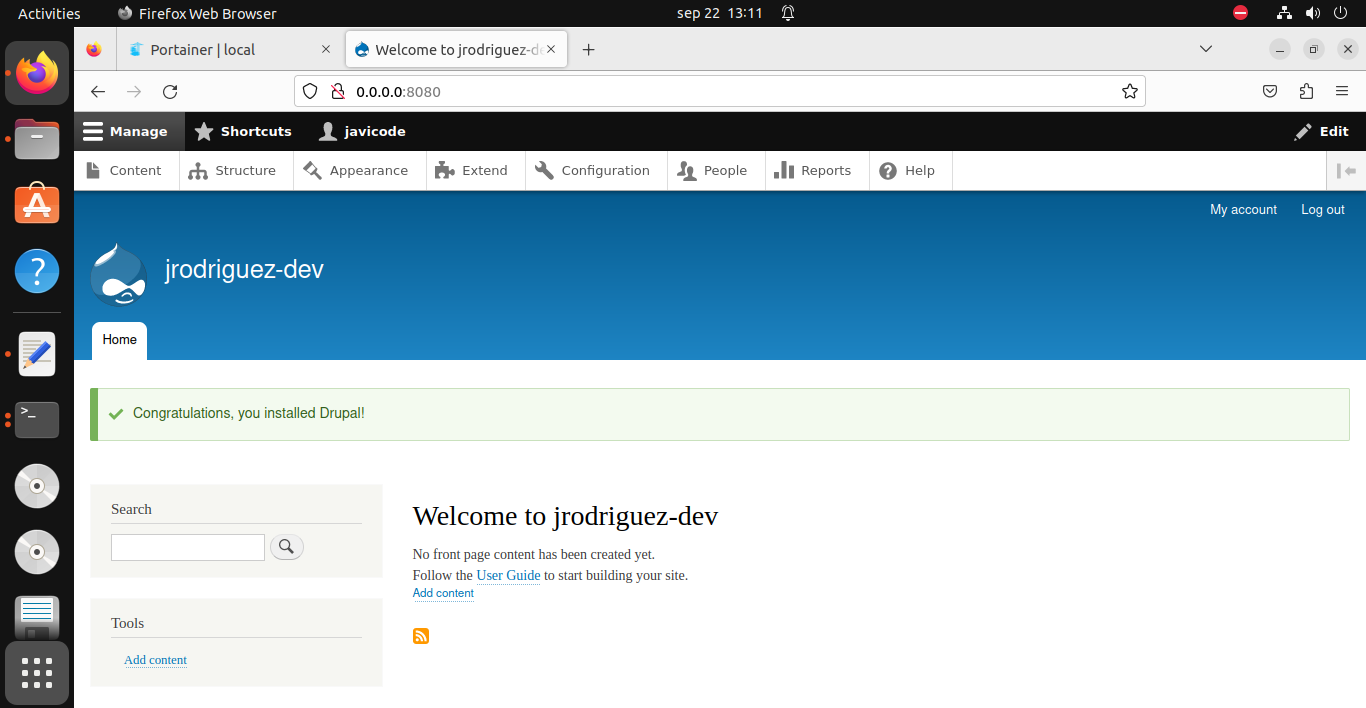 Activities Firefox Web Browser sep 22 13:11
Portainer | local Welcome to jrodriguez-de
0.0.0.0:8080
Manage Shortcuts javicode Edit
Content Structure Appearance Extend Configuration People Reports Help
My account Log out
jrodriguez-dev
Home
Congratulations, you installed Drupal!
Search
Welcome to jrodriguez-dev
No front page content has been created yet.
Follow the User Guide to start building your site.
Add content
Tools
Add content